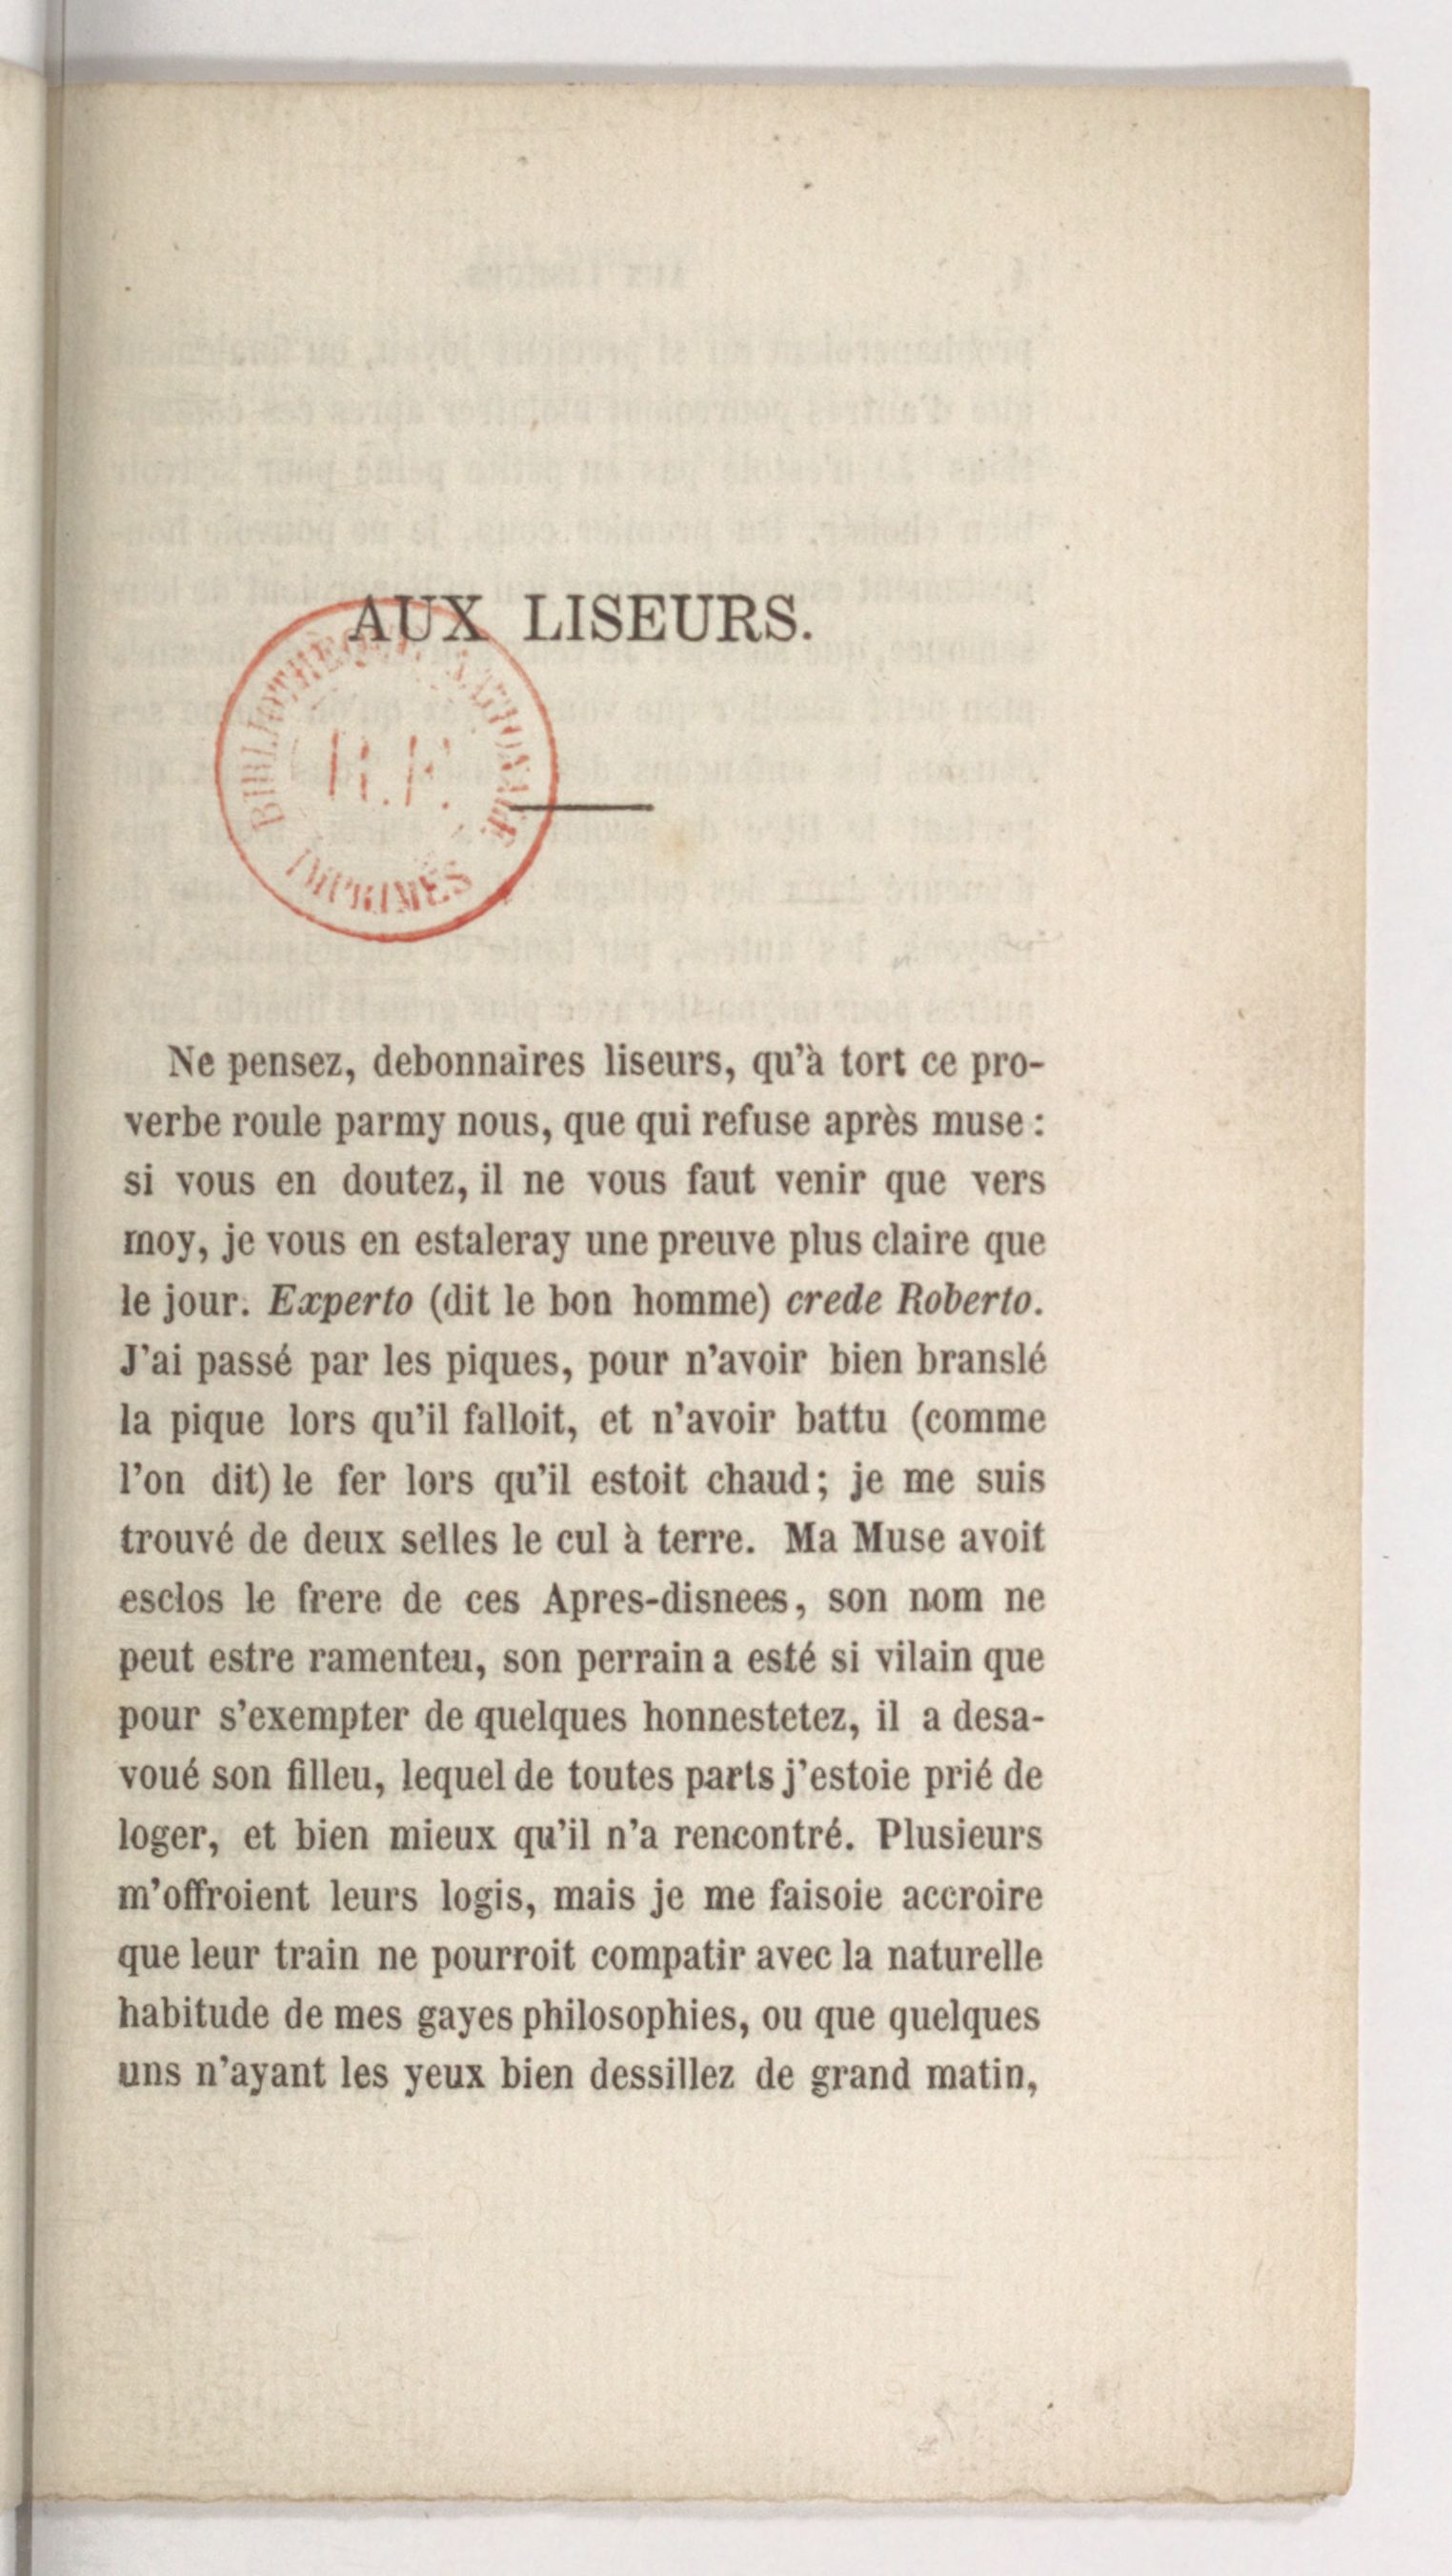 AUX LISEURS.
BIBLIOTHÈQUE NATIONALE
R.F.
IMPRIMÉS
Ne pensez, debonnaires liseurs, qu'à tort ce pro-
verbe roule parmy nous, que qui refuse après muse :
si vous en doutez, il ne vous faut venir que vers
moy, je vous en estaleray une preuve plus claire que
le jour. Experto (dit le bon homme) crede Roberto.
J'ai passé par les piques, pour n'avoir bien branslé
la pique lors qu'il falloit, et n'avoir battu (comme
l'on dit) le fer lors qu'il estoit chaud; je me suis
trouvé de deux selles le cul à terre. Ma Muse avoit
esclos le frere de ces Apres-disnees, son nom ne
peut estre ramenteu, son perrain a esté si vilain que
pour s'exempter de quelques honnestetez, il a desa-
voué son filleu, lequel de toutes parts j'estoie prié de
loger, et bien mieux qu'il n'a rencontré. Plusieurs
m'offroient leurs logis, mais je me faisoie accroire
que leur train ne pourroit compatir avec la naturelle
habitude de mes gayes philosophies, ou que quelques
uns n'ayant les yeux bien dessillez de grand matin,